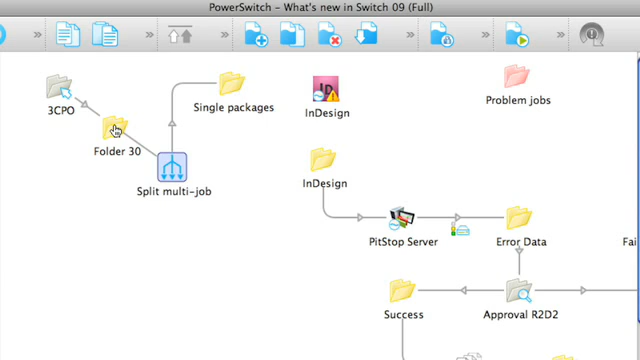 PowerSwitch - What's new in Switch 09 (Full)
3CPO
Single packages
InDesign
Problem jobs
Folder 30
Split multi-job
InDesign
PitStop Server
Error Data
Fai
Success
Approval R2D2